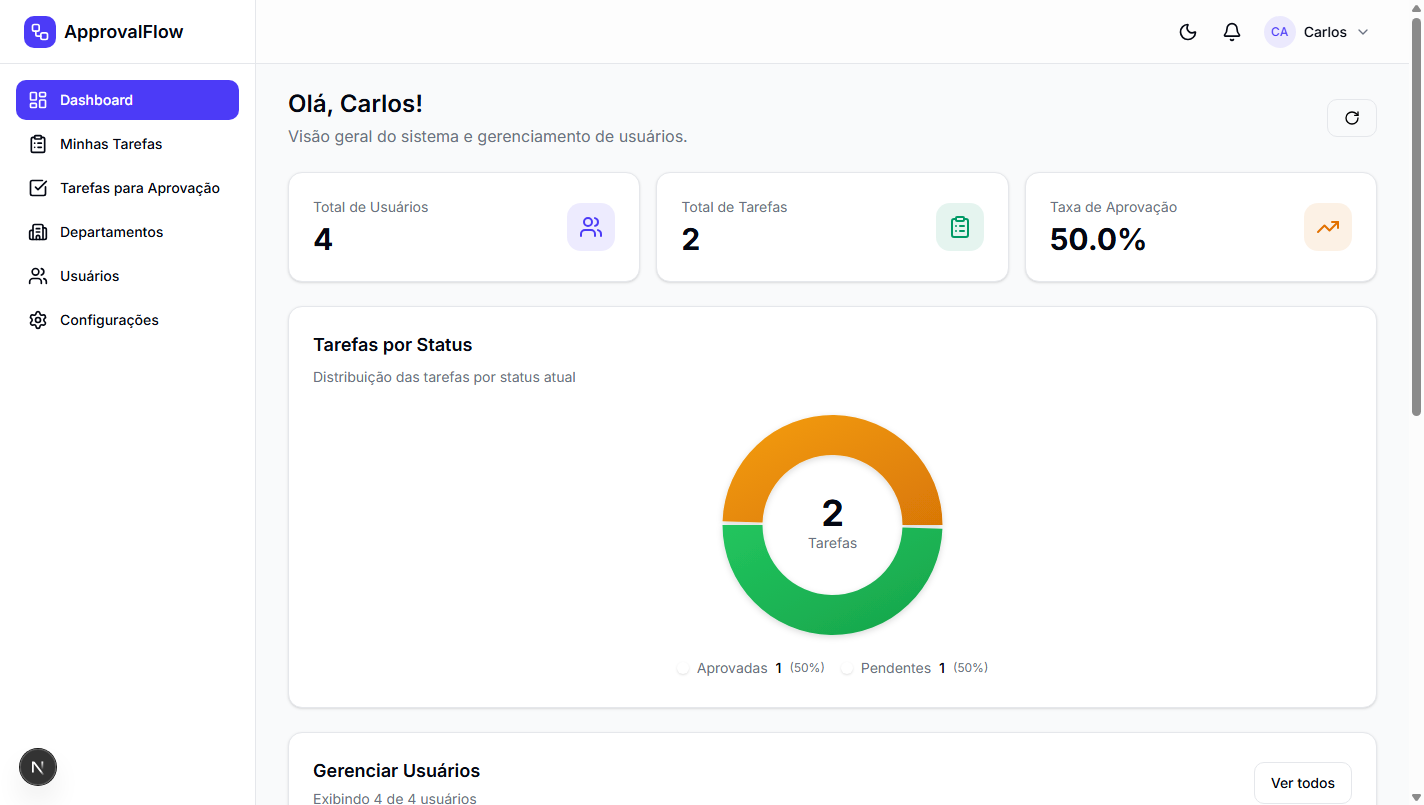 ApprovalFlow
CA Carlos
Dashboard
Minhas Tarefas
Tarefas para Aprovação
Departamentos
Usuários
Configurações
Olá, Carlos!
Visão geral do sistema e gerenciamento de usuários.
Total de Usuários
4
Total de Tarefas
2
Taxa de Aprovação
50.0%
Tarefas por Status
Distribuição das tarefas por status atual
2
Tarefas
Aprovadas 1 (50%) Pendentes 1 (50%)
Gerenciar Usuários
Ver todos
Exibindo 4 de 4 usuários
N